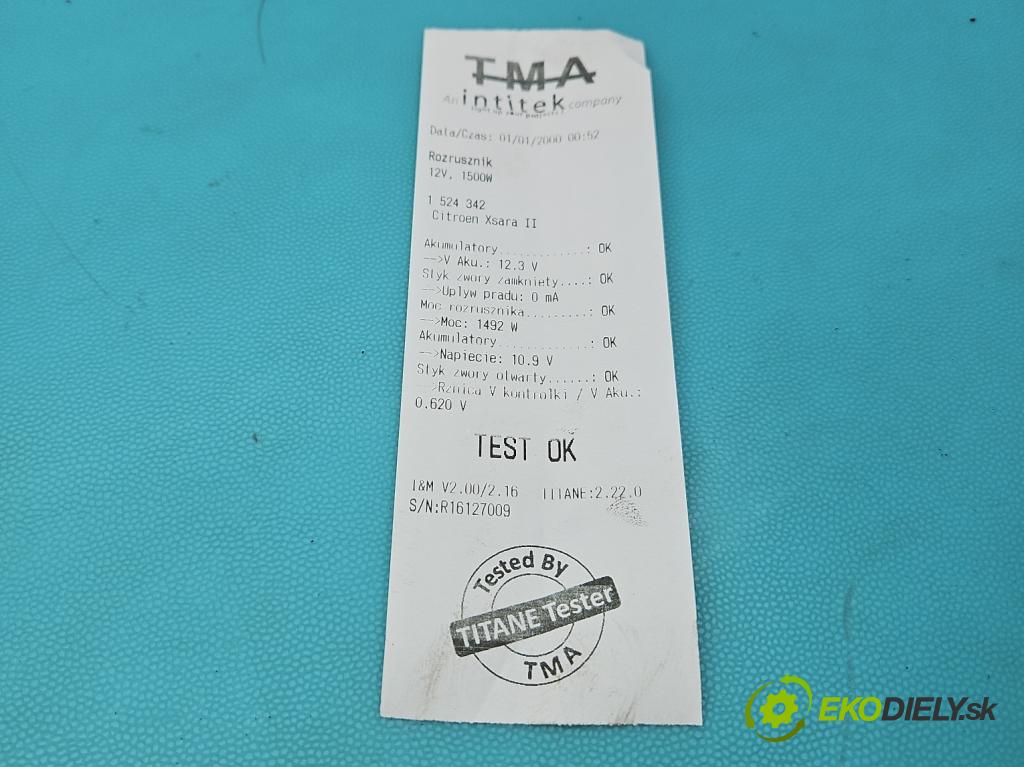 TMA
An intitek company
light up your projects!
Data/Czas: 01/01/2000 00:52
Rozrusznik
12V. 1500W
1 524 342
Citroen Xsara II
Akumulatory............: OK
-->V Aku.: 12.3 V
Styk zwory zamkniety....: OK
-->Uplyw pradu: 0 mA
Moc rozrusznika.........: OK
-->Moc: 1492 W
Akumulatory............: OK
-->Napiecie: 10.9 V
Styk zwory otwarty......: OK
-->Rznica V kontrolki / V Aku.:
0.620 V
TEST OK
I&M V2.00/2.16 TITANE:2.22.0
S/N:R16127009
Tested By
TITANE Tester
TMA
EKODIELY.sk